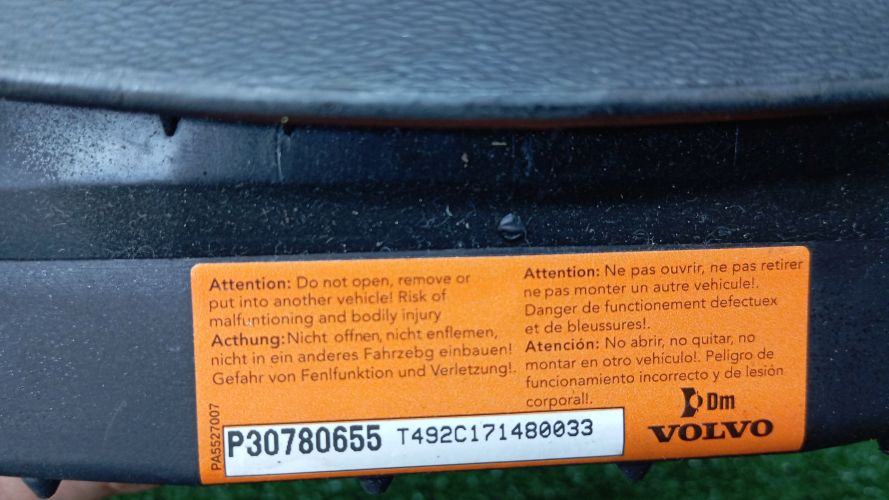 Attention: Do not open, remove or
put into another vehicle! Risk of
malfuntioning and bodily injury
Acthung:Nicht offnen, nicht enflemen,
nicht in ein anderes Fahrzebg einbauen!
Gefahr von Fenlfunktion und Verletzung!.
Attention: Ne pas ouvrir, ne pas retirer
ne pas monter un autre vehicule!.
Danger de functionement defectuex
et de bleussures!.
Atención: No abrir, no quitar, no
montar en otro vehículo!. Peligro de
funcionamiento incorrecto y de lesión
corporal!.
Dm
VOLVO
PA5527007
P30780655 T492C171480033